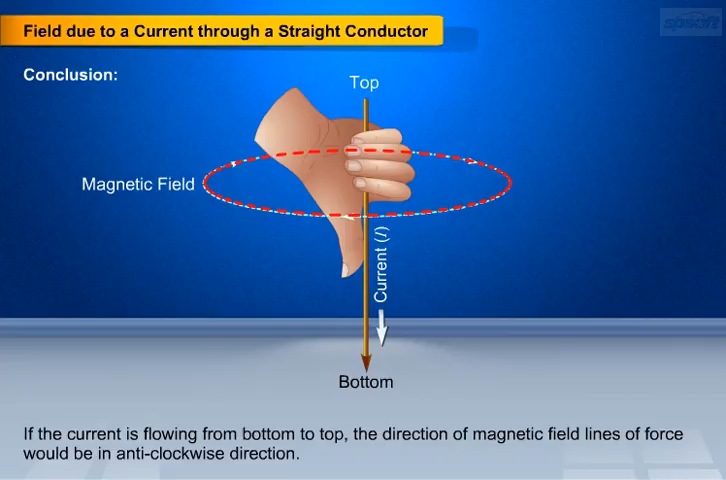 spsoft
Field due to a Current through a Straight Conductor
Conclusion:
Top
Magnetic Field
Current (I)
Bottom
If the current is flowing from bottom to top, the direction of magnetic field lines of force
would be in anti-clockwise direction.